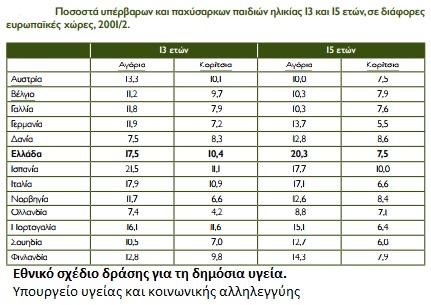 Ποσοστά υπέρβαρων και παχύσαρκων παιδιών ηλικίας 13 και 15 ετών, σε διάφορες
ευρωπαϊκές χώρες, 2001/2.
13 ετών 15 ετών
Αγόρια Κορίτσια Αγόρια Κορίτσια
Αυστρία 13,3 10,1 10,0 7,5
Βέλγιο 11,2 9,7 10,3 7,9
Γαλλία 11,8 7,9 10,3 7,6
Γερμανία 11,9 7,2 13,7 5,5
Δανία 7,5 8,3 12,8 8,6
Ελλάδα 17,5 10,4 20,3 7,5
Ισπανία 21,5 11,1 17,7 10,0
Ιταλία 17,9 10,9 17,1 6,6
Νορβηγία 11,7 6,6 12,6 8,4
Ολλανδία 7,4 4,2 8,8 7,1
Πορτογαλία 16,1 11,6 15,1 6,4
Σουηδία 10,5 7,0 12,7 6,0
Φινλανδία 12,8 9,8 14,3 7,9
Εθνικό σχέδιο δράσης για τη δημόσια υγεία.
Υπουργείο υγείας και κοινωνικής αλληλεγγύης